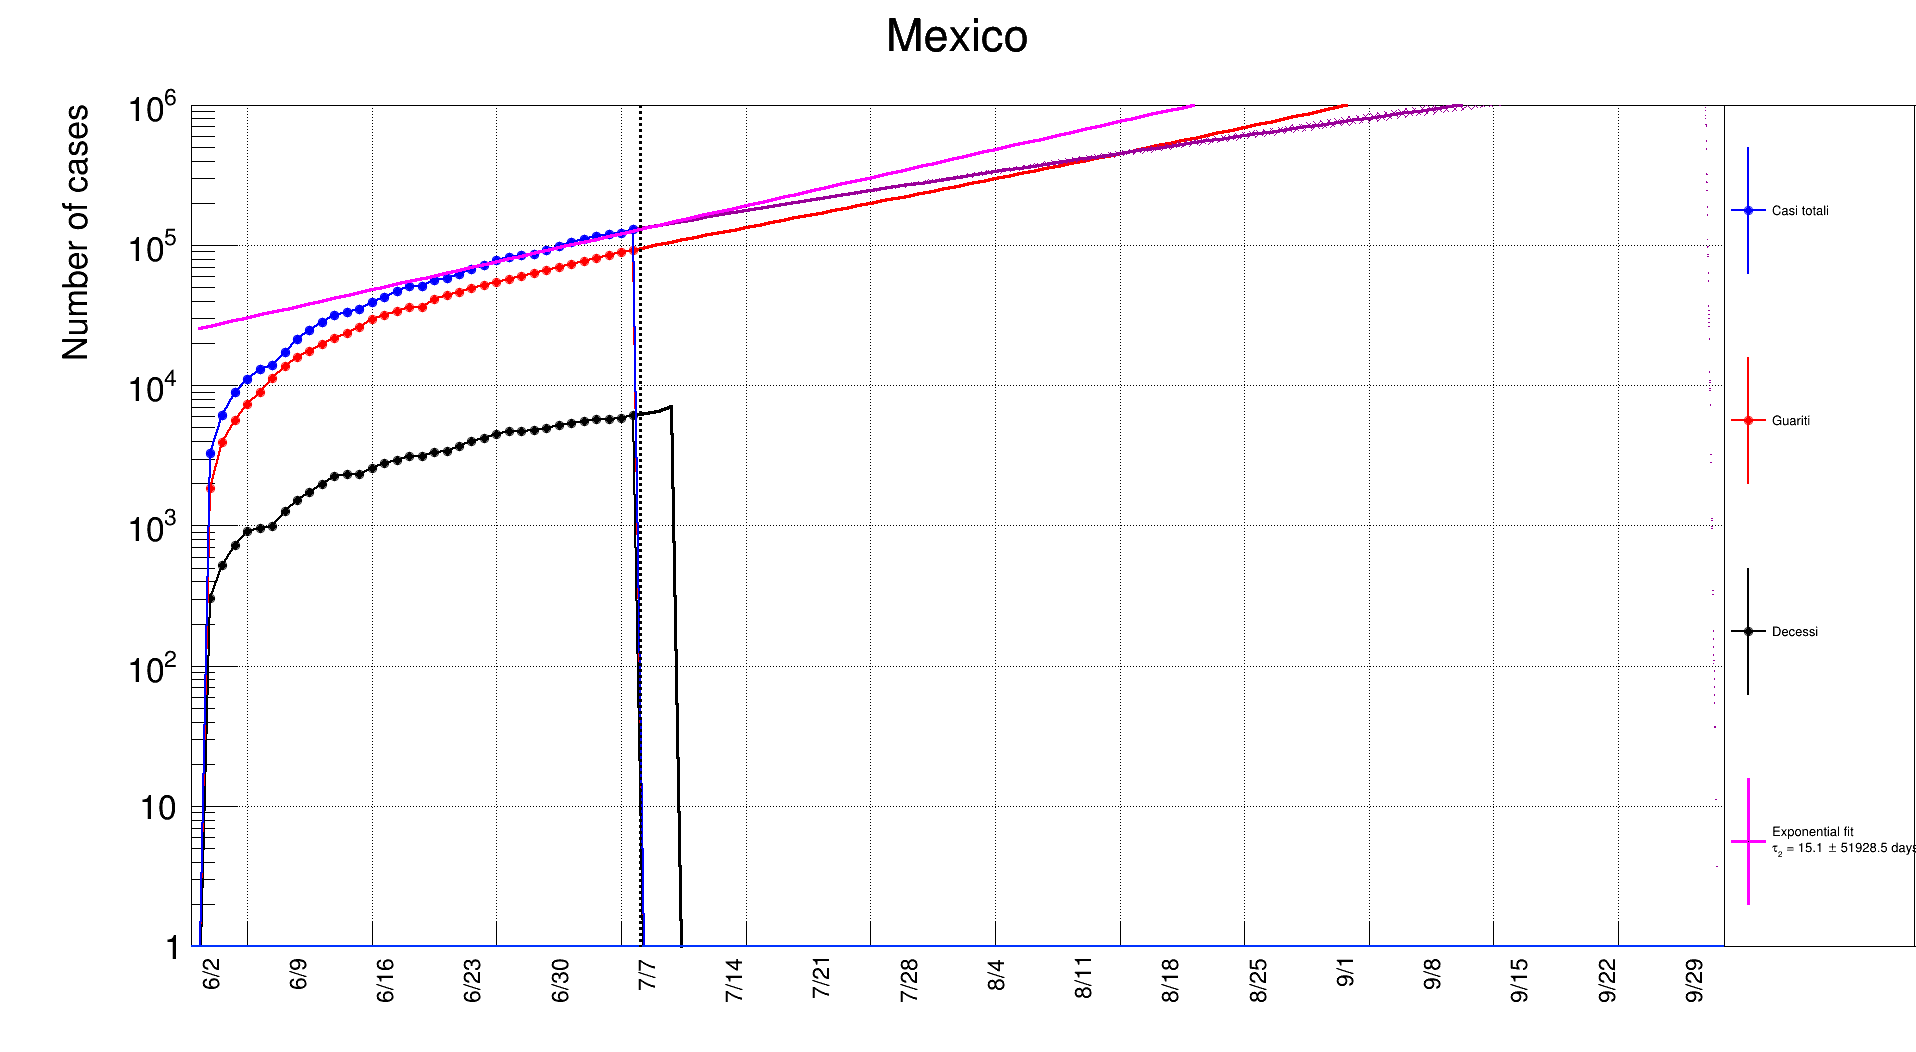 Mexico
Number of cases
10^6
10^5
10^4
10^3
10^2
10
1
6/2 6/9 6/16 6/23 6/30 7/7 7/14 7/21 7/28 8/4 8/11 8/18 8/25 9/1 9/8 9/15 9/22 9/29
Casi totali
Guariti
Decessi
Exponential fit
τ₂ = 15.1 ± 51928.5 days